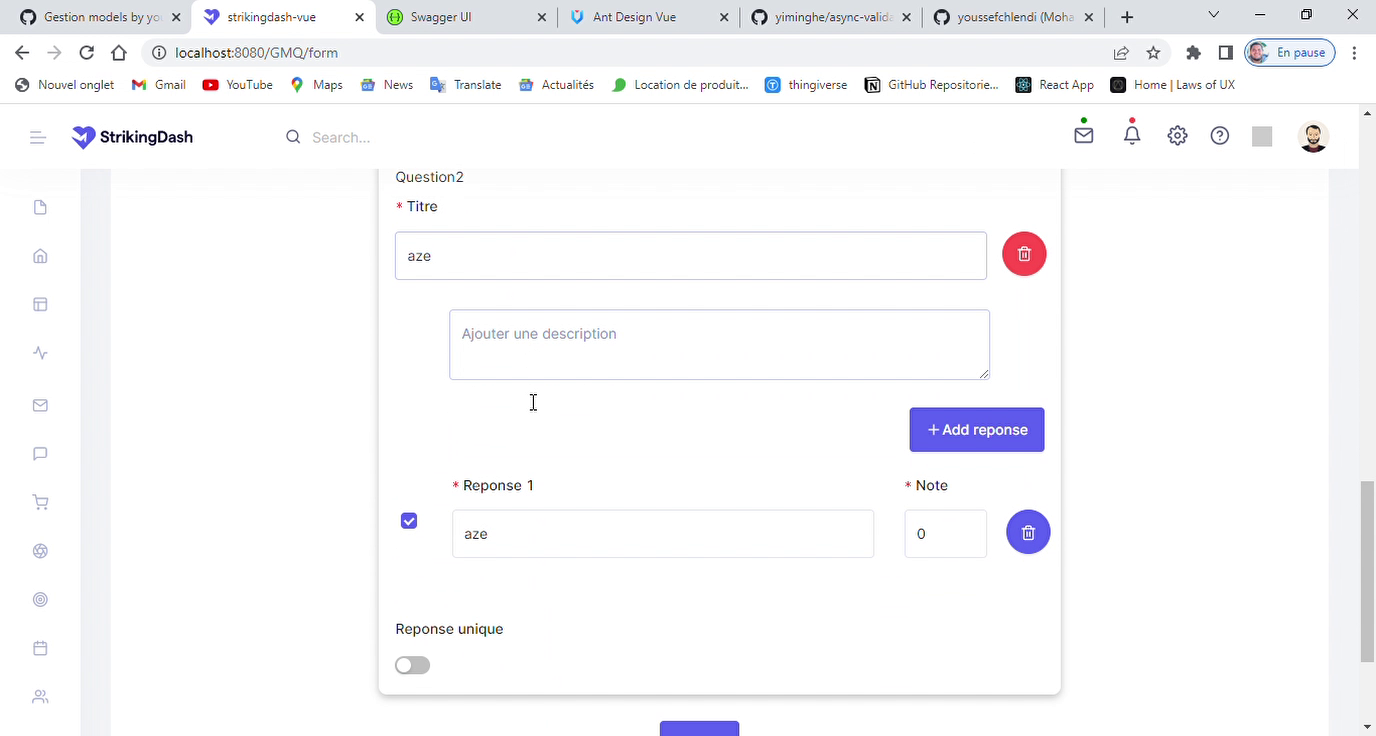 Gestion models by yo
strikingdash-vue
Swagger UI
Ant Design Vue
yiminghe/async-valida
youssefchlendi (Moha
localhost:8080/GMQ/form
En pause
Nouvel onglet
Gmail
YouTube
Maps
News
Translate
Actualités
Location de produit...
thingiverse
GitHub Repositorie...
React App
Home | Laws of UX
StrikingDash
Search...
Question2
* Titre
aze
Ajouter une description
+ Add reponse
* Reponse 1
* Note
aze
0
Reponse unique